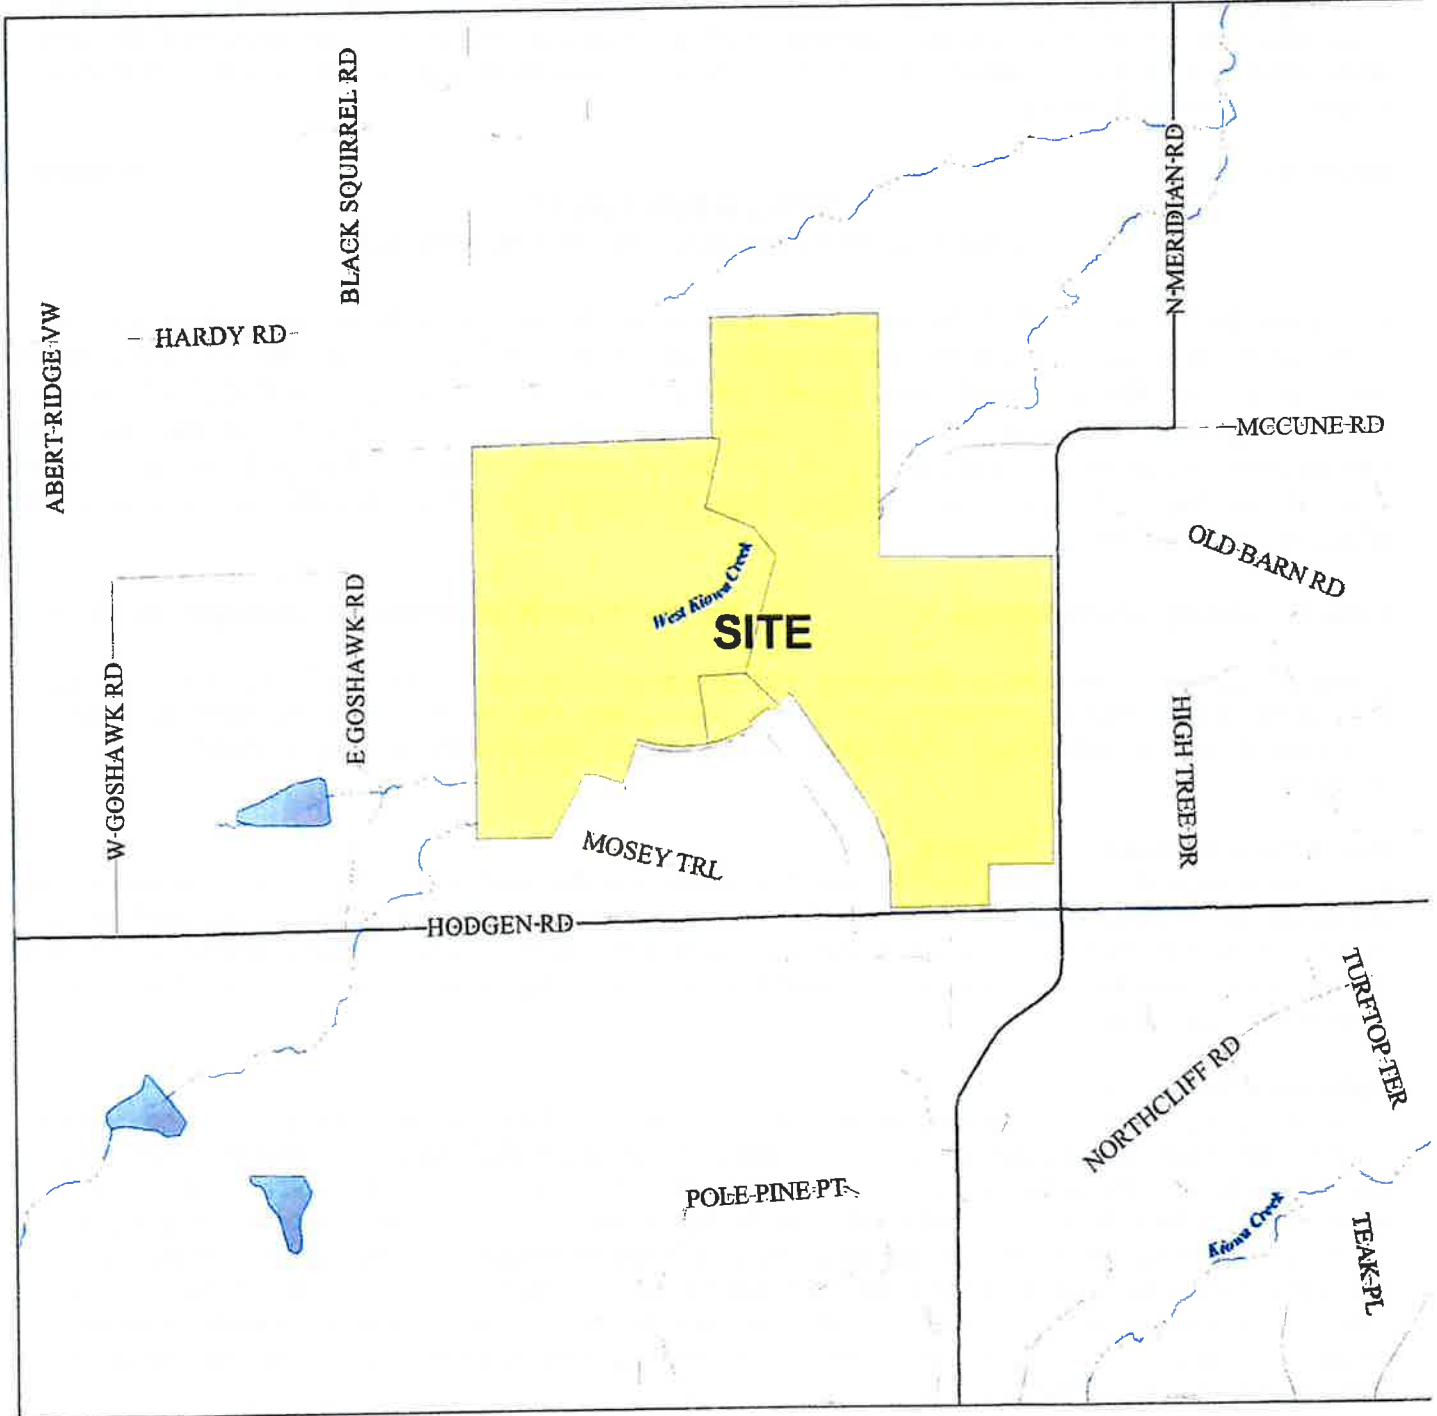 BLACK SQUIRREL RD
N MERIDIAN RD
ABERT RIDGE VW
HARDY RD
MCCUNE RD
OLD BARN RD
West Kiowa Creek
SITE
E GOSHAWK RD
W GOSHAWK RD
HIGH TREE DR
MOSEY TRL
HODGEN RD
TURFTOP TER
NORTHCLIFF RD
POLE PINE PT
Kiowa Creek
TEAK PL